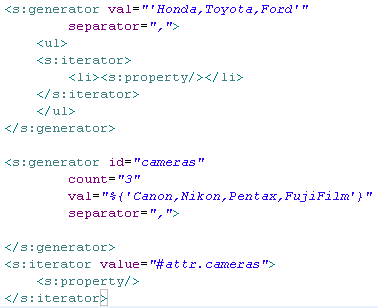 <s:generator val="'Honda,Toyota,Ford'"
separator=",">
<ul>
<s:iterator>
<li><s:property/></li>
</s:iterator>
</ul>
</s:generator>
<s:generator id="cameras"
count="3"
val="%{'Canon,Nikon,Pentax,FujiFilm'}"
separator=",">
</s:generator>
<s:iterator value="#attr.cameras">
<s:property/>
</s:iterator>